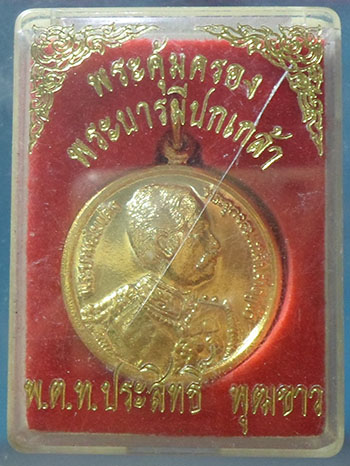 พระคุ้มครอง
พระบารมีปกเกล้า
พ.ต.ท.ประสิทธิ์ พุฒขาว